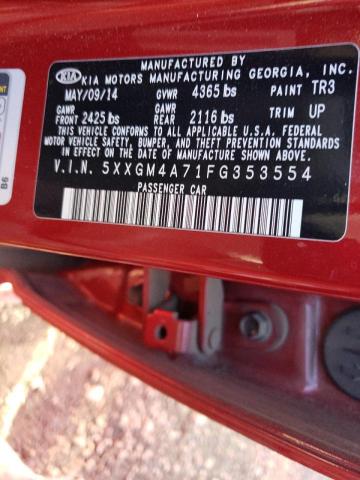 MANUFACTURED BY
KIA KIA MOTORS MANUFACTURING GEORGIA, INC.
MAY/09/14 GVWR 4365 lbs PAINT TR3
GAWR FRONT 2425 lbs GAWR REAR 2116 lbs TRIM UP
THIS VEHICLE CONFORMS TO ALL APPLICABLE U.S. FEDERAL
MOTOR VEHICLE SAFETY, BUMPER, AND THEFT PREVENTION
STANDARDS IN EFFECT ON THE DATE OF MANUFACTURE SHOWN ABOVE.
V.I.N. 5XXGM4A71FG353554
PASSENGER CAR
B6